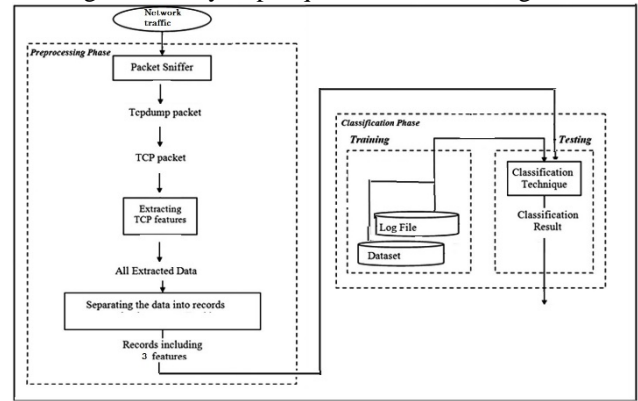 Network
traffic
Preprocessing Phase
Packet Sniffer
Tcpdump packet
TCP packet
Extracting
TCP features
All Extracted Data
Separating the data into records
Records including
3 features
Classification Phase
Training
Testing
Classification
Technique
Classification
Result
Log File
Dataset